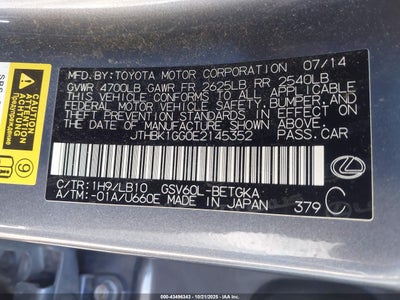 MFD. BY: TOYOTA MOTOR CORPORATION 07/14
GVWR 4700LB GAWR FR 2625LB RR 2540LB
THIS VEHICLE CONFORMS TO ALL APPLICABLE
FEDERAL MOTOR VEHICLE SAFETY, BUMPER, AND
THEFT PREVENTION STANDARDS IN EFFECT ON
THE DATE OF MANUFACTURE SHOWN ABOVE.
JTHBK1GG0E2145352 PASS.CAR
C/TR: 1H9/LB10 GSV60L-BETGKA
A/TM: -01A/U660E MADE IN JAPAN 379 C
CAUTION
SRS
9
ID: 43496343 - 10/21/2025 - IAA Inc.